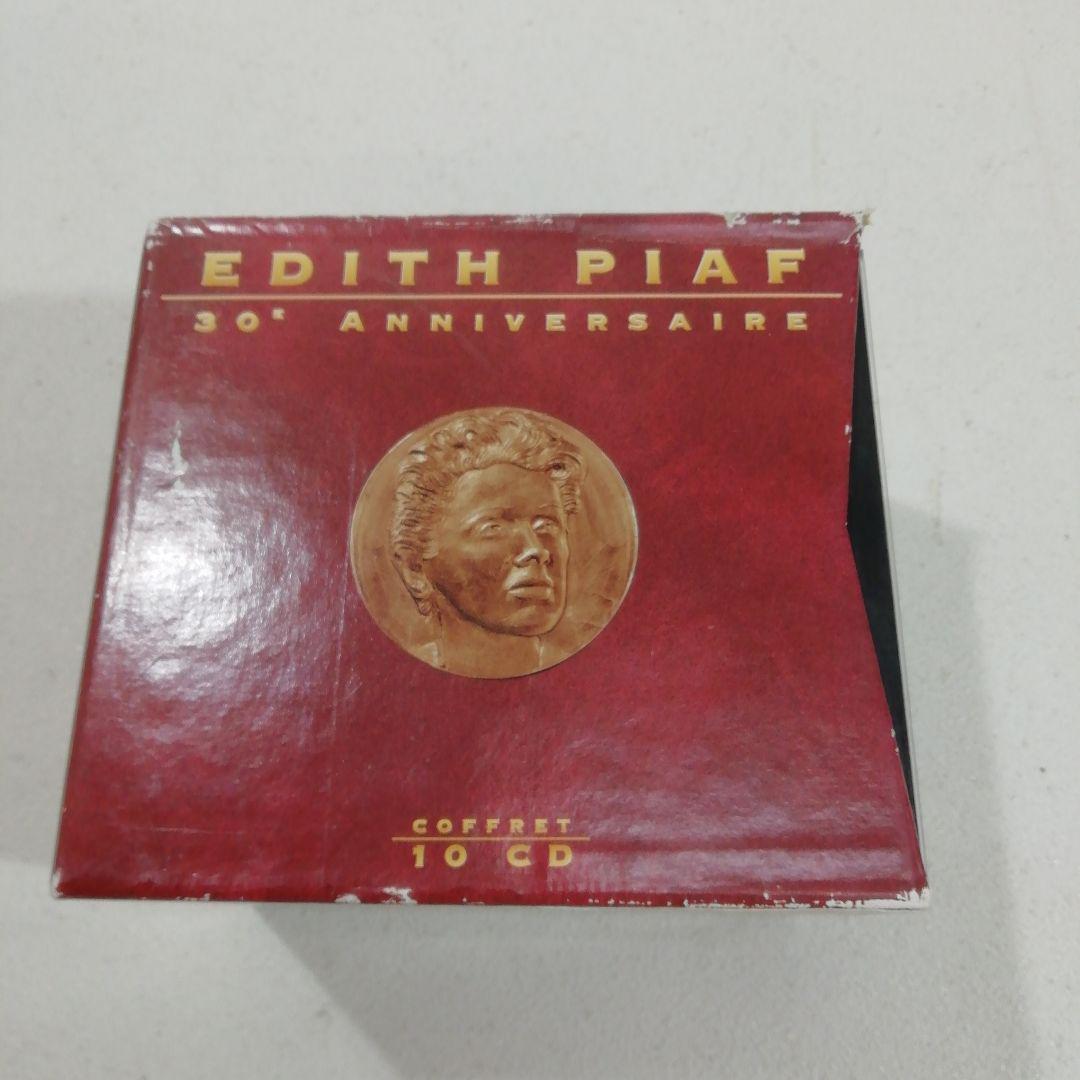 EDITH PIAF
30E ANNIVERSAIRE
COFFRET
10 CD